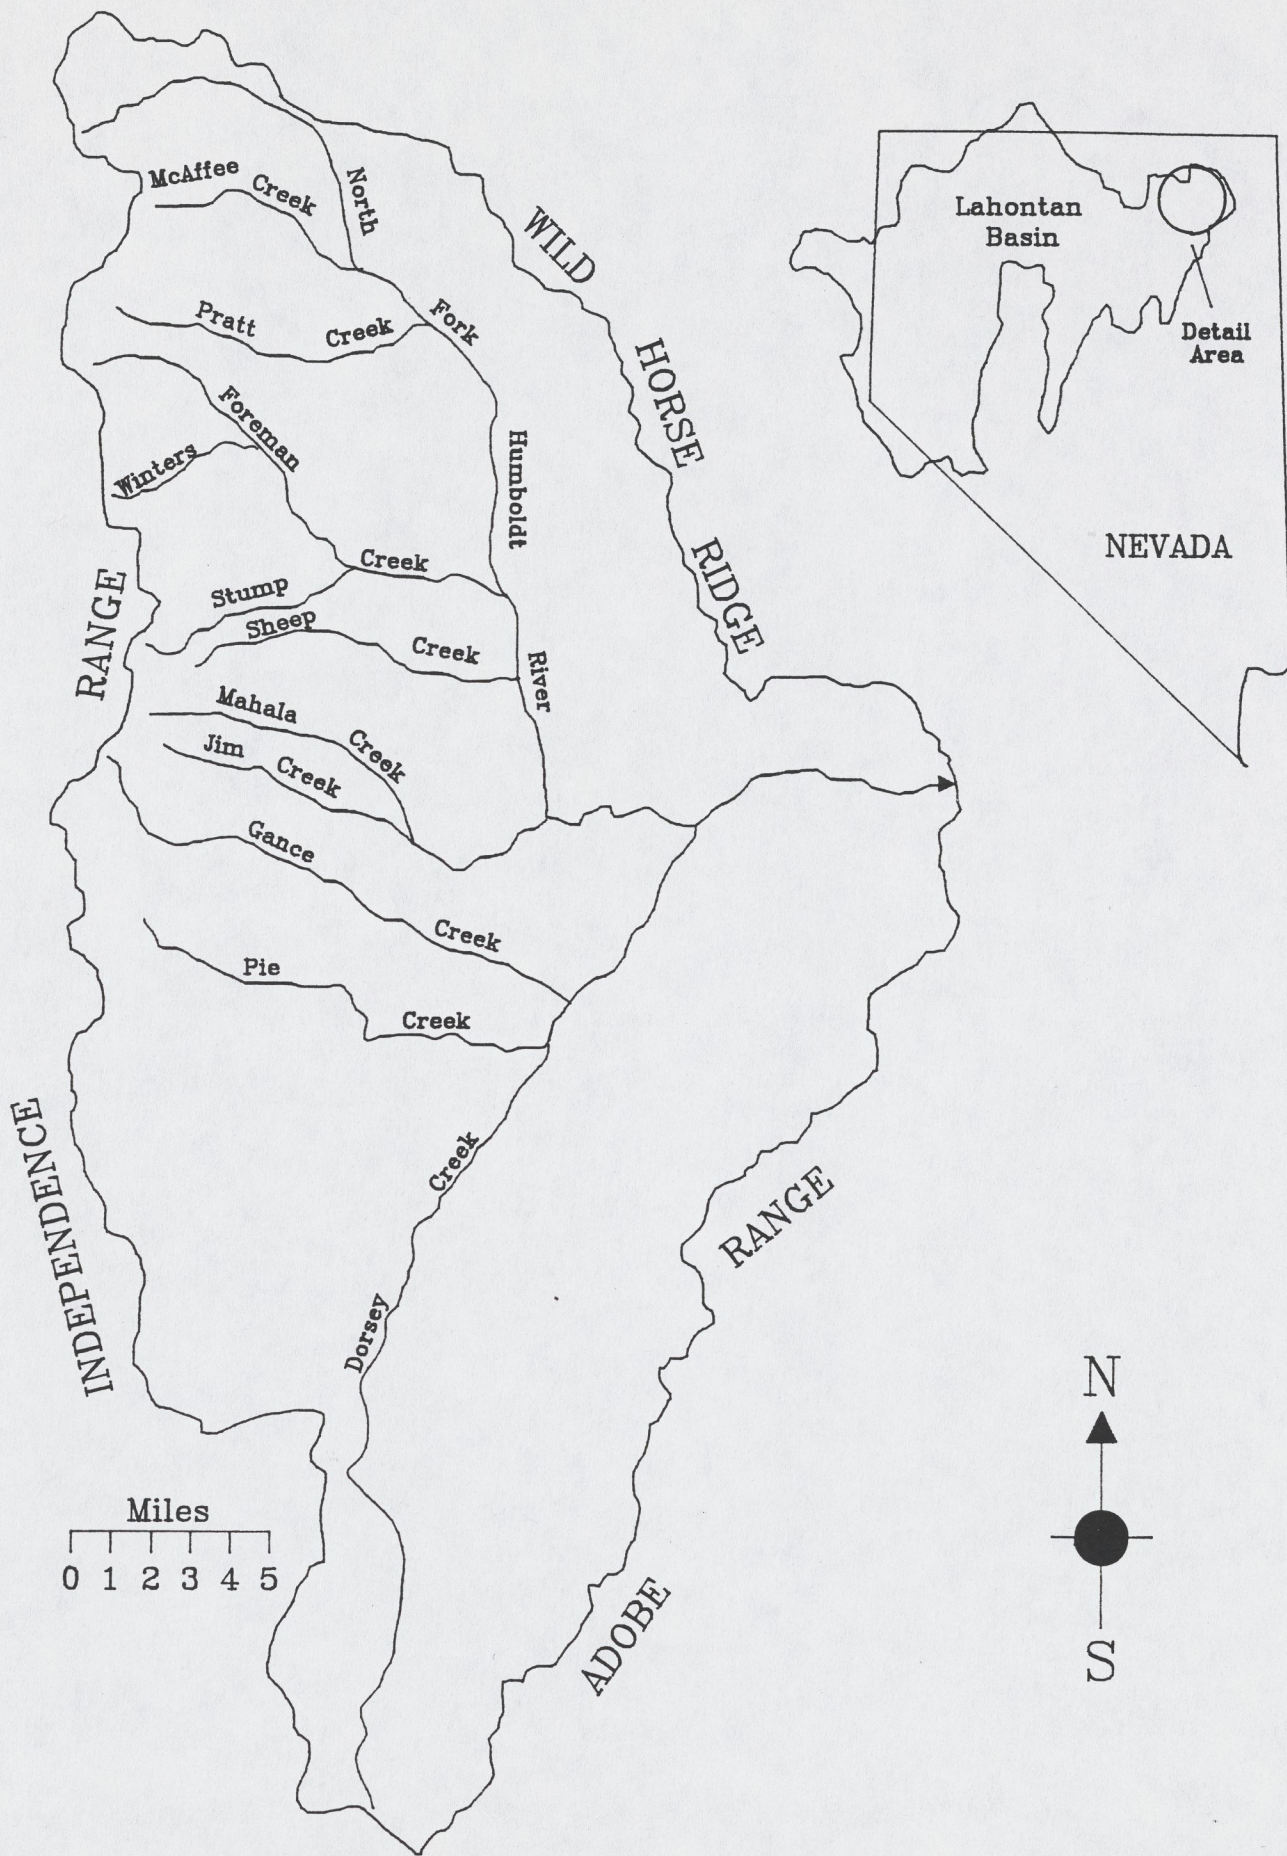 McAffee Creek
North Fork Humboldt River
WILD HORSE RIDGE
Lahontan
Basin
Detail
Area
NEVADA
Pratt Creek
Foreman Creek
Winters
Stump
Sheep Creek
RANGE
Mahala Creek
Jim Creek
Gance Creek
Pie Creek
INDEPENDENCE
Dorsey Creek
ADOBE RANGE
N
S
Miles
0 1 2 3 4 5